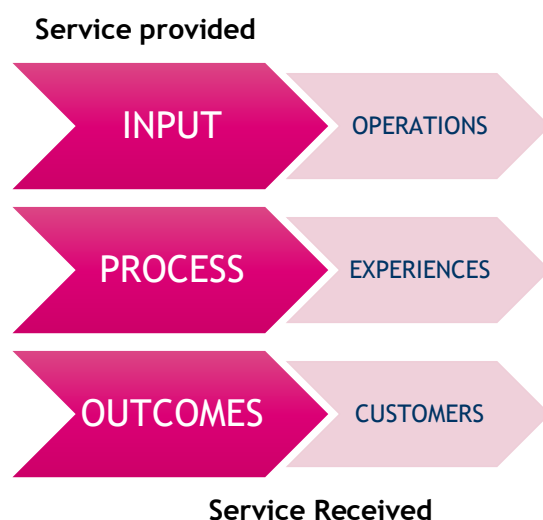 Service provided
INPUT
OPERATIONS
PROCESS
EXPERIENCES
OUTCOMES
CUSTOMERS
Service Received